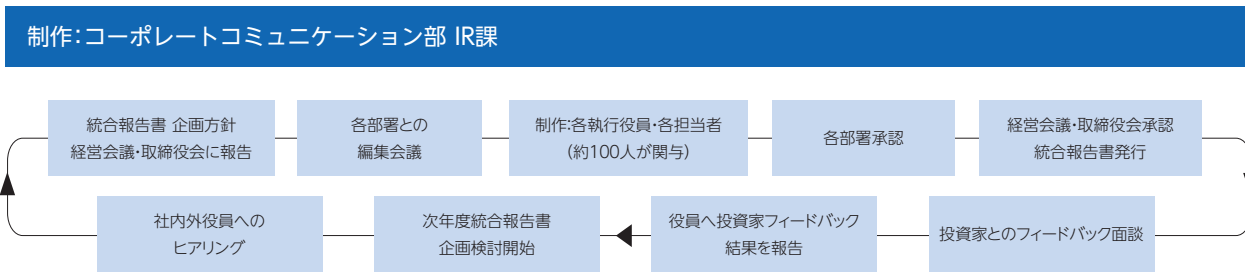 制作:コーポレートコミュニケーション部 IR課
統合報告書 企画方針
経営会議・取締役会に報告
各部署との
編集会議
制作:各執行役員・各担当者
(約100人が関与)
各部署承認
経営会議・取締役会承認
統合報告書発行
社内外役員への
ヒアリング
次年度統合報告書
企画検討開始
役員へ投資家フィードバック
結果を報告
投資家とのフィードバック面談